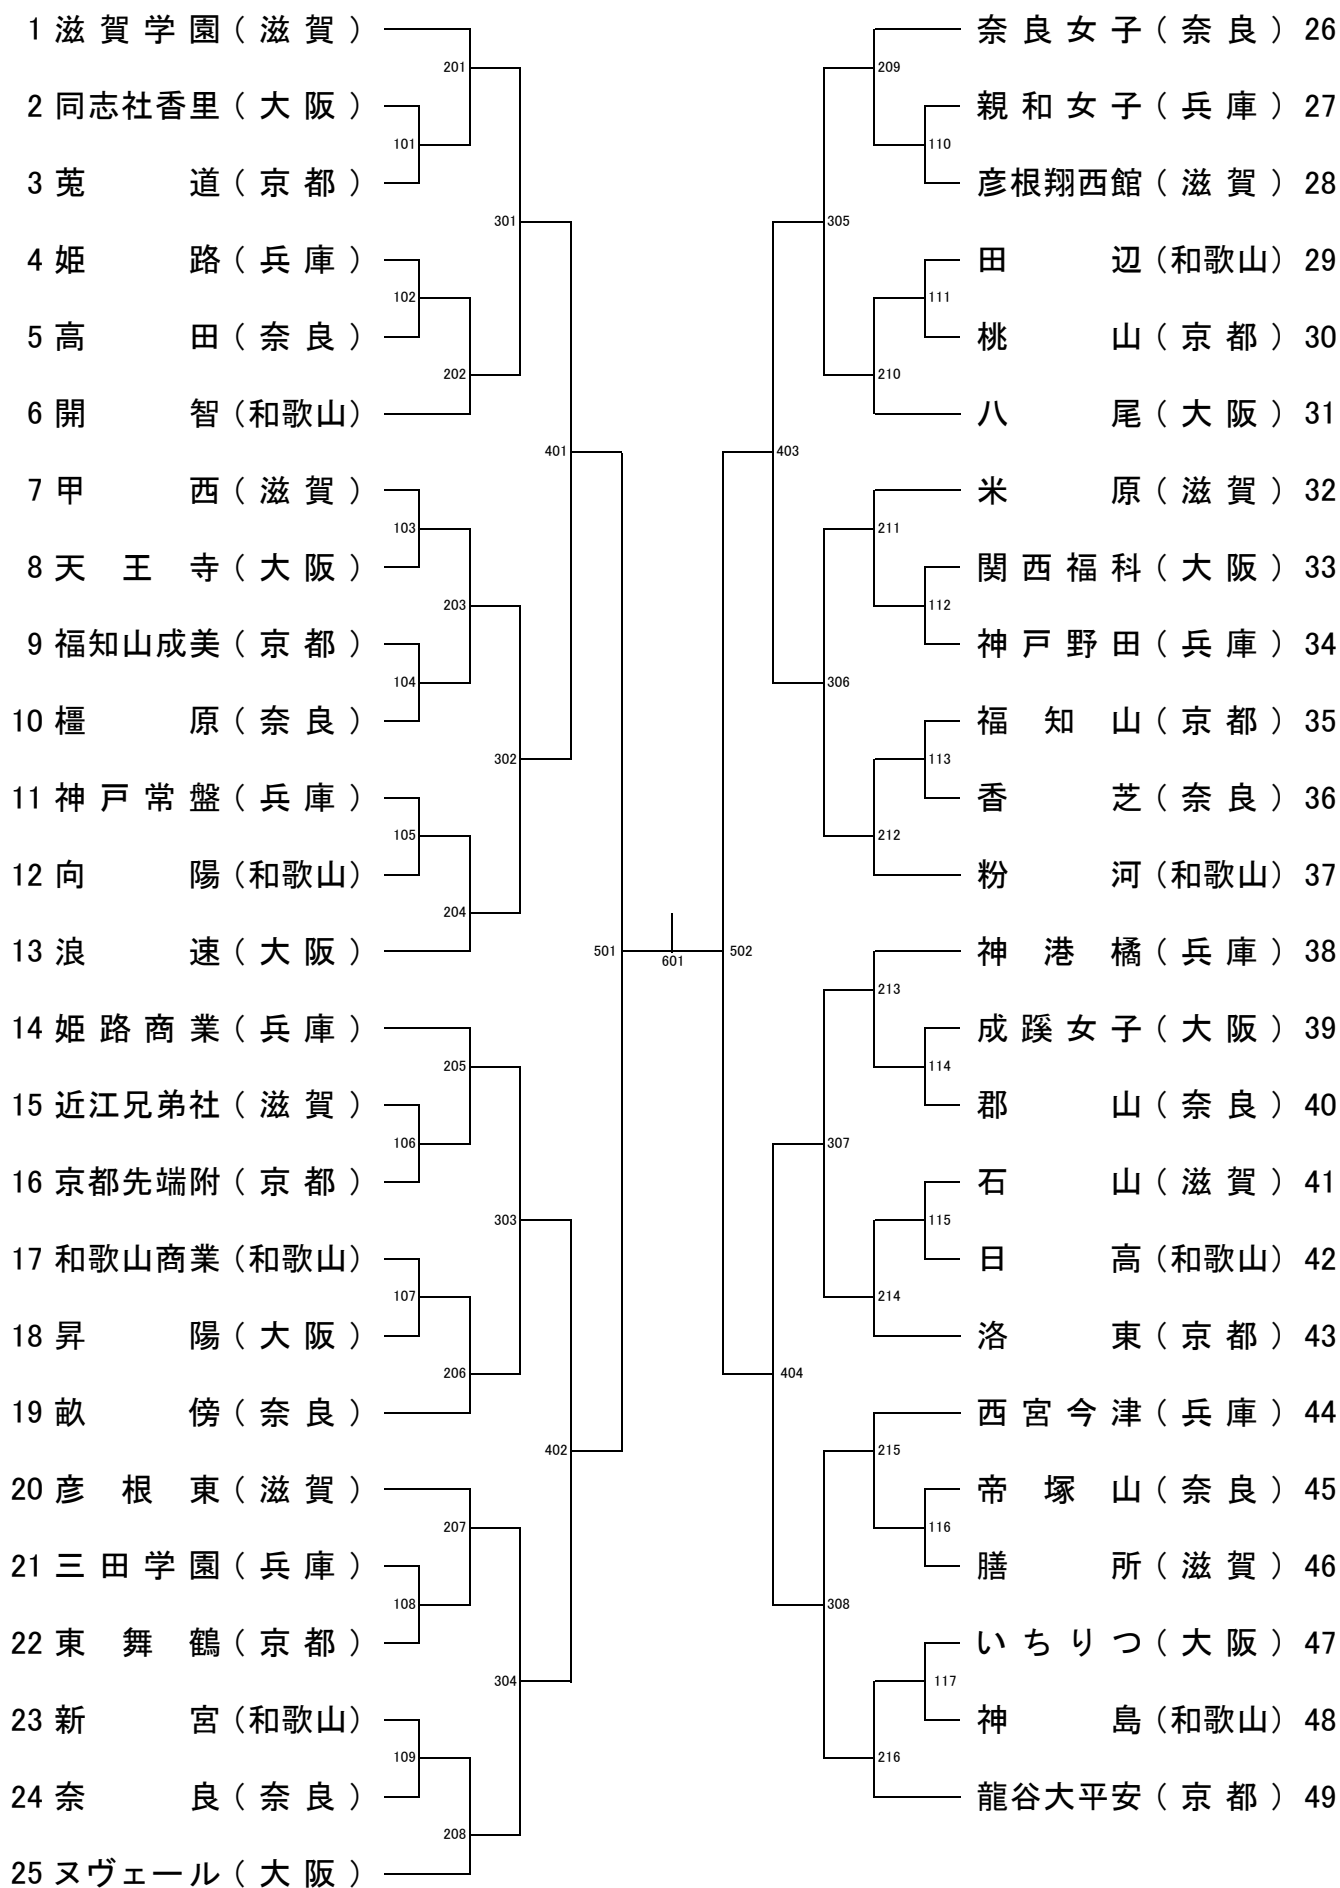 1 滋賀学園(滋賀)
2 同志社香里(大阪)
3 莵道(京都)
4 姫路(兵庫)
5 高田(奈良)
6 開智(和歌山)
7 甲西(滋賀)
8 天王寺(大阪)
9 福知山成美(京都)
10 橿原(奈良)
11 神戸常盤(兵庫)
12 向陽(和歌山)
13 浪速(大阪)
14 姫路商業(兵庫)
15 近江兄弟社(滋賀)
16 京都先端附(京都)
17 和歌山商業(和歌山)
18 昇陽(大阪)
19 畝傍(奈良)
20 彦根東(滋賀)
21 三田学園(兵庫)
22 東舞鶴(京都)
23 新宮(和歌山)
24 奈良(奈良)
25 ヌヴェール(大阪)
201
101
301
102
202
401
103
203
104
302
105
204
501
205
106
303
107
206
402
207
108
304
109
208
601
502
209
110
305
111
210
403
211
112
306
113
212
213
114
307
115
214
404
215
116
308
117
216
奈良女子(奈良) 26
親和女子(兵庫) 27
彦根翔西館(滋賀) 28
田辺(和歌山) 29
桃山(京都) 30
八尾(大阪) 31
米原(滋賀) 32
関西福科(大阪) 33
神戸野田(兵庫) 34
福知山(京都) 35
香芝(奈良) 36
粉河(和歌山) 37
神港橘(兵庫) 38
成蹊女子(大阪) 39
郡山(奈良) 40
石山(滋賀) 41
日高(和歌山) 42
洛東(京都) 43
西宮今津(兵庫) 44
帝塚山(奈良) 45
膳所(滋賀) 46
いちりつ(大阪) 47
神島(和歌山) 48
龍谷大平安(京都) 49